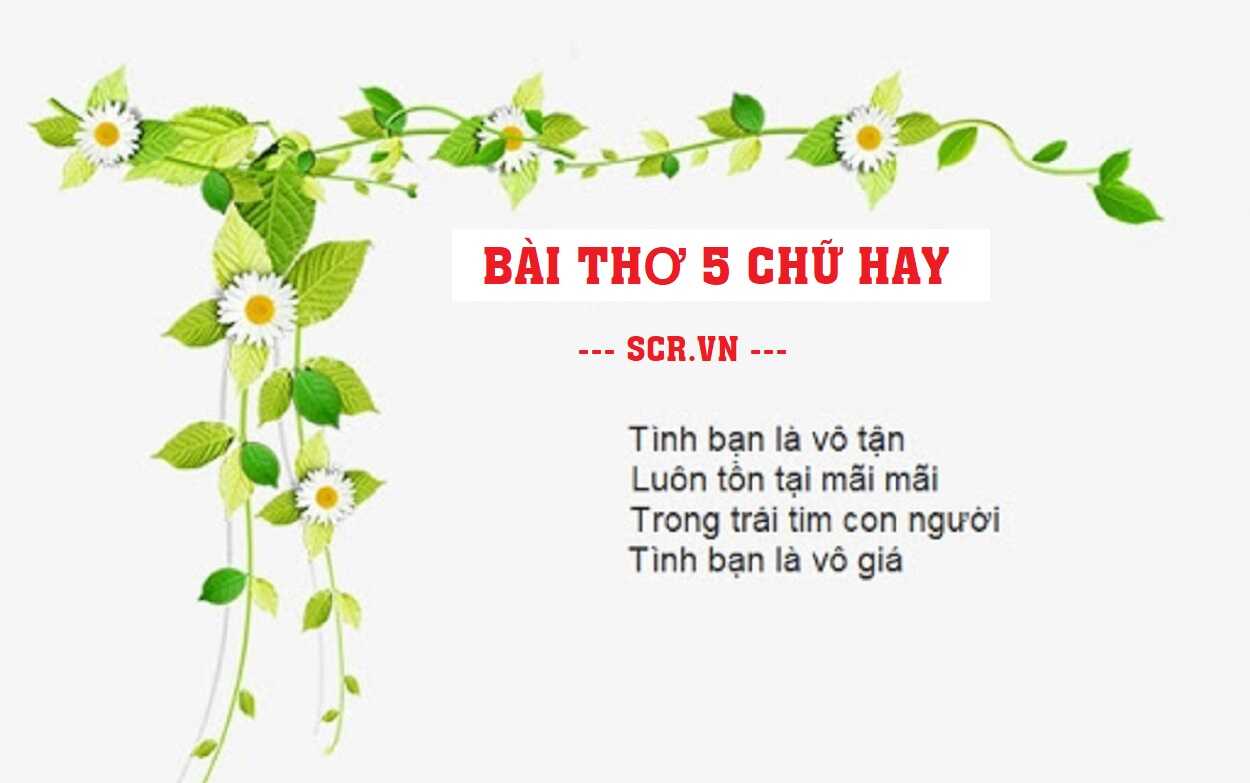 BÀI THƠ 5 CHỮ HAY
--- SCR.VN ---
Tình bạn là vô tận
Luôn tồn tại mãi mãi
Trong trái tim con người
Tình bạn là vô giá